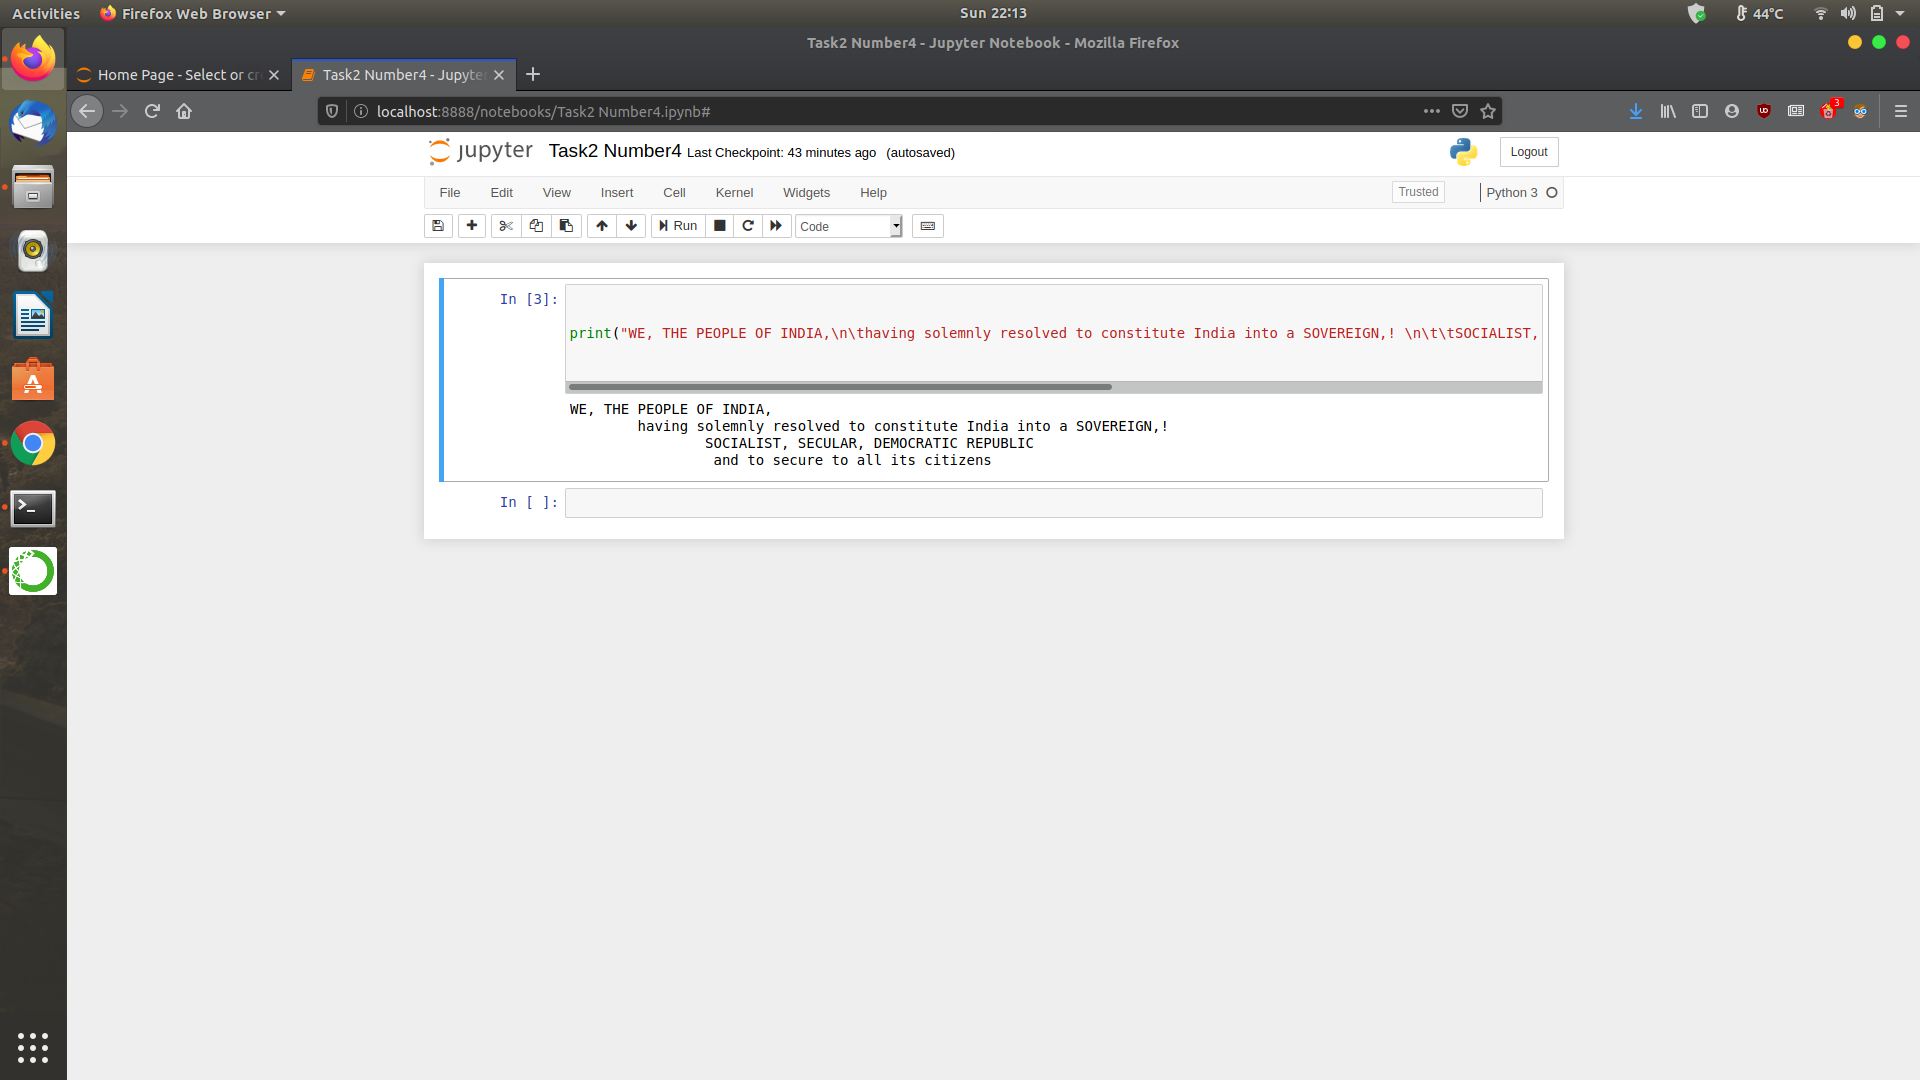 Activities Firefox Web Browser Sun 22:13 44°C
Task2 Number4 - Jupyter Notebook - Mozilla Firefox
Home Page - Select or cr Task2 Number4 - Jupyter
localhost:8888/notebooks/Task2 Number4.ipynb# 3
jupyter Task2 Number4 Last Checkpoint: 43 minutes ago (autosaved) Logout
File Edit View Insert Cell Kernel Widgets Help Trusted Python 3
Run Code
In [3]:
print("WE, THE PEOPLE OF INDIA,\n\thaving solemnly resolved to constitute India into a SOVEREIGN,! \n\t\tSOCIALIST,
WE, THE PEOPLE OF INDIA,
having solemnly resolved to constitute India into a SOVEREIGN,!
SOCIALIST, SECULAR, DEMOCRATIC REPUBLIC
and to secure to all its citizens
In [ ]: